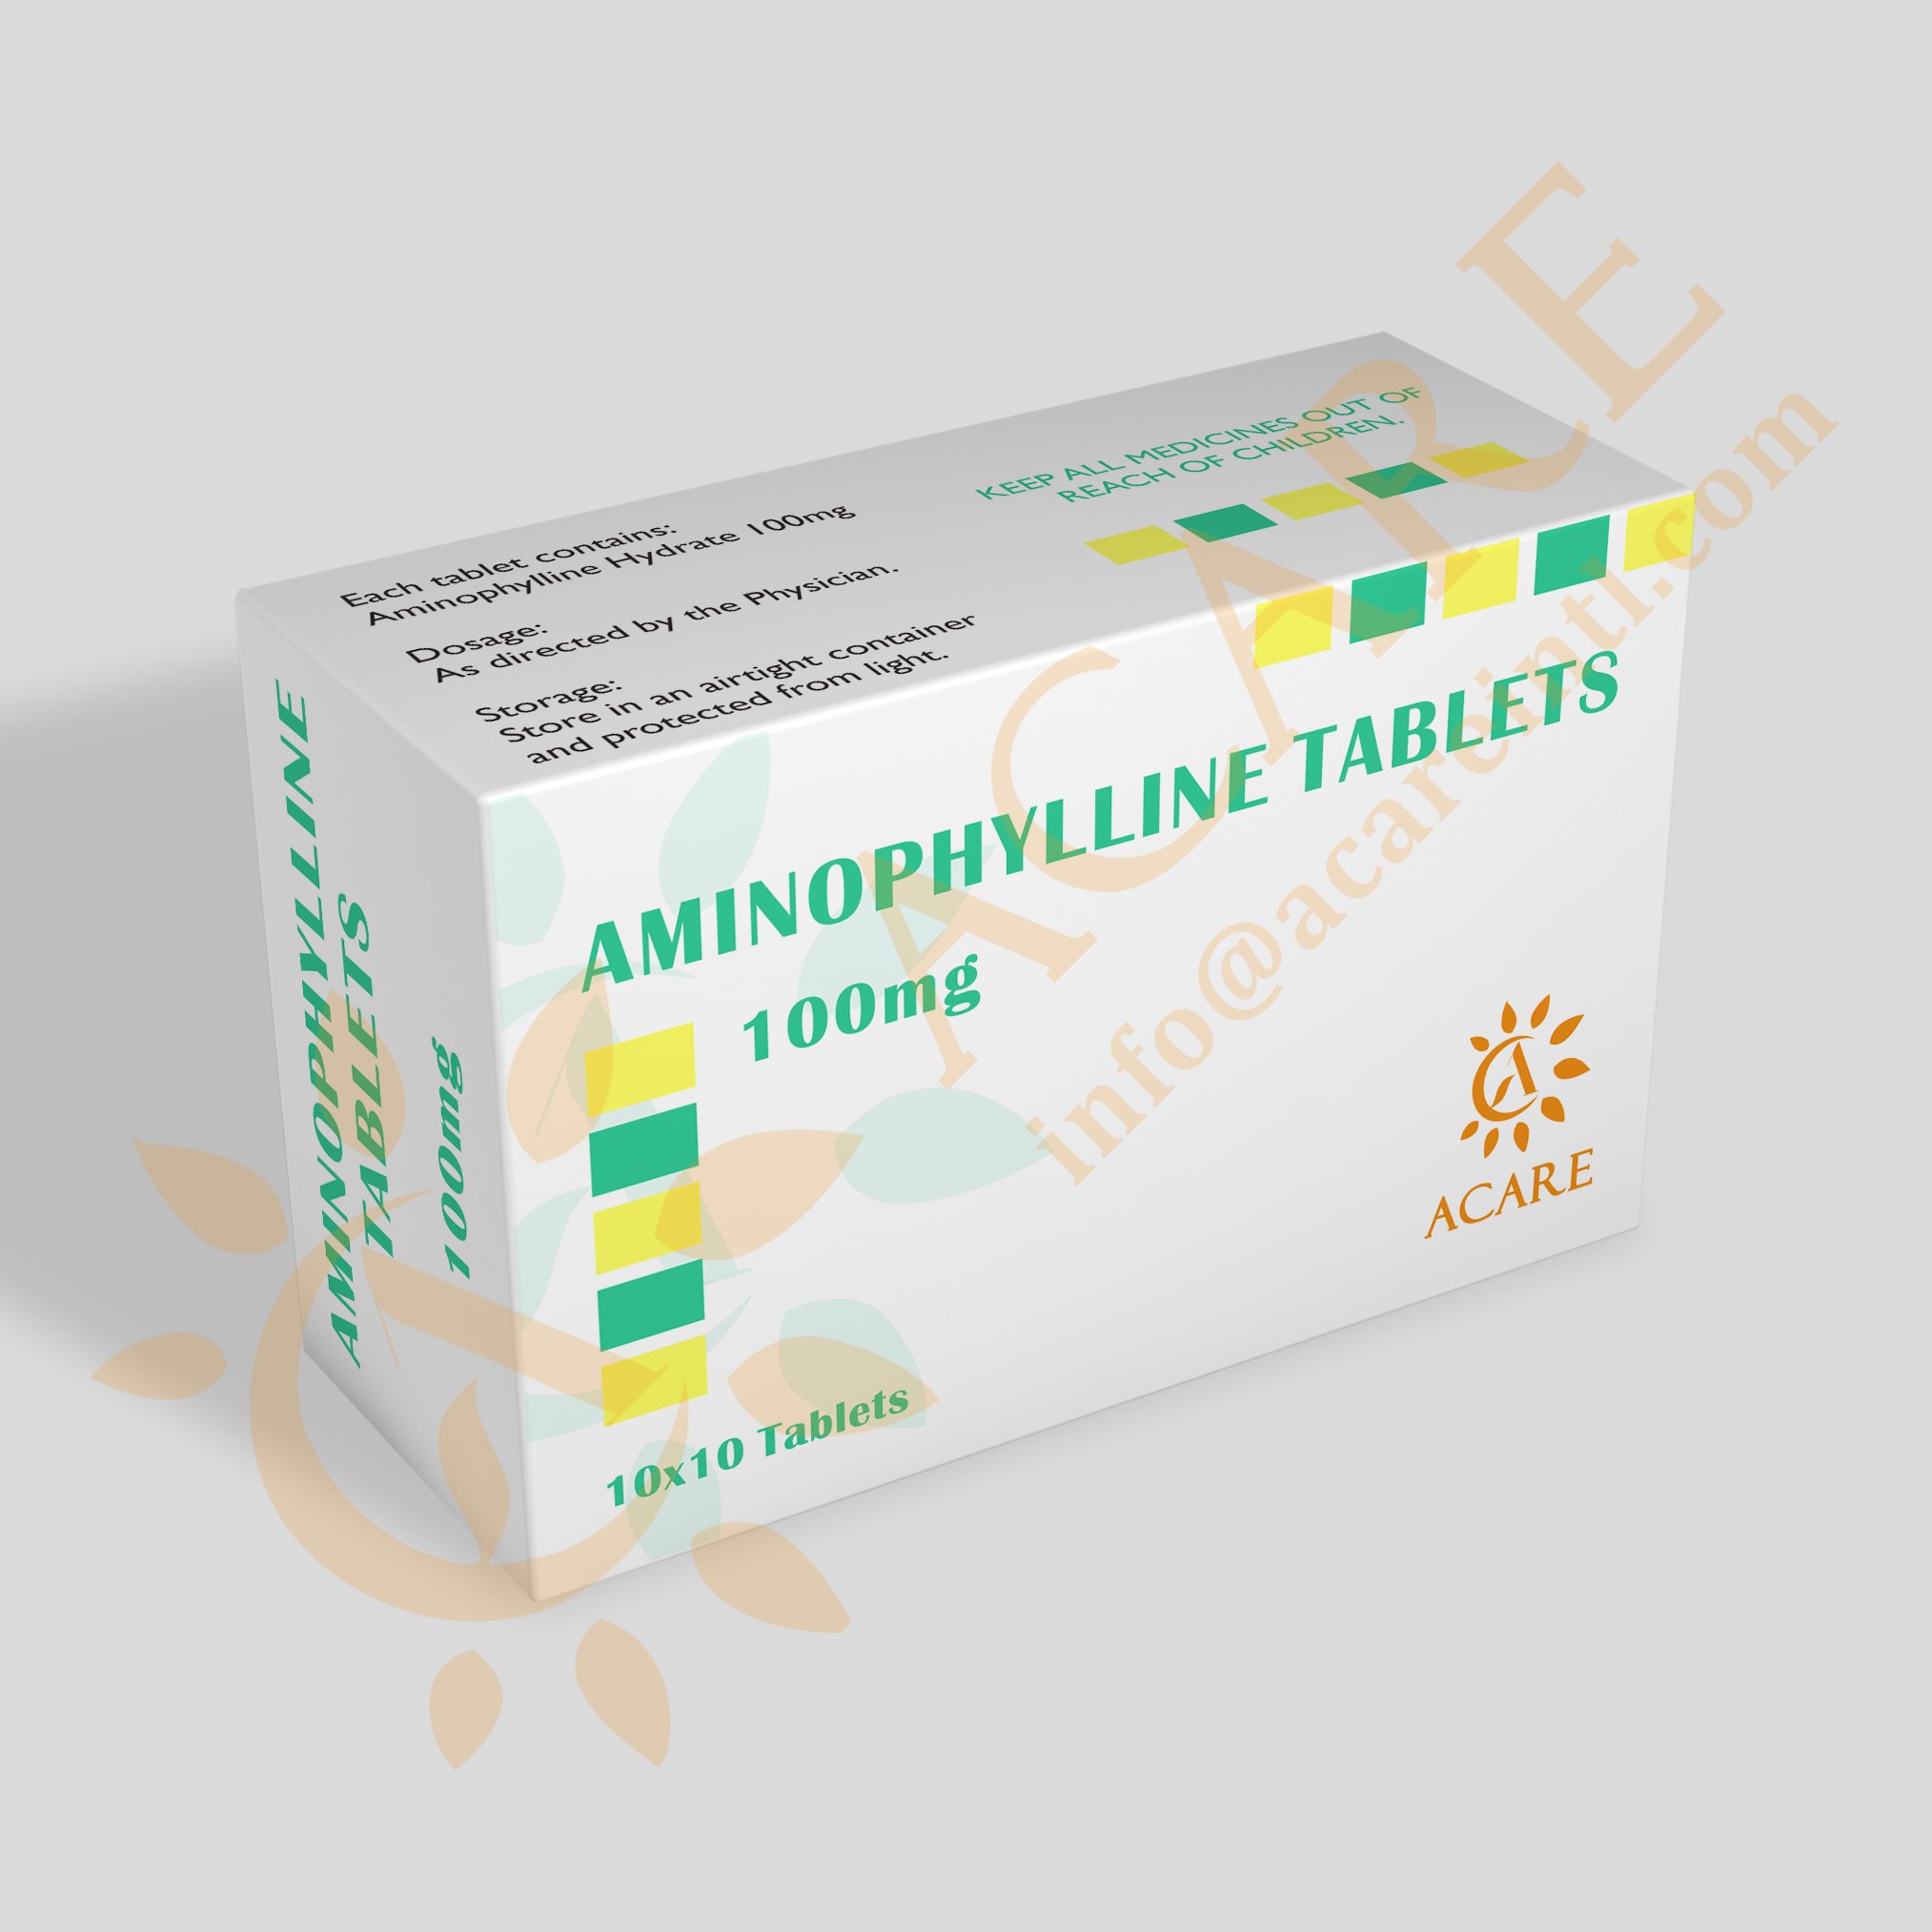 Each tablet contains:
Aminophylline Hydrate 100mg
Dosage:
As directed by the Physician.
Storage:
Store in an airtight container
and protected from light.
KEEP ALL MEDICINES OUT OF
REACH OF CHILDREN.
AMINOPHYLLINE
TABLETS
100mg
AMINOPHYLLINE TABLETS
100mg
10x10 Tablets
ACARE
ACARE
info@acareintl.com